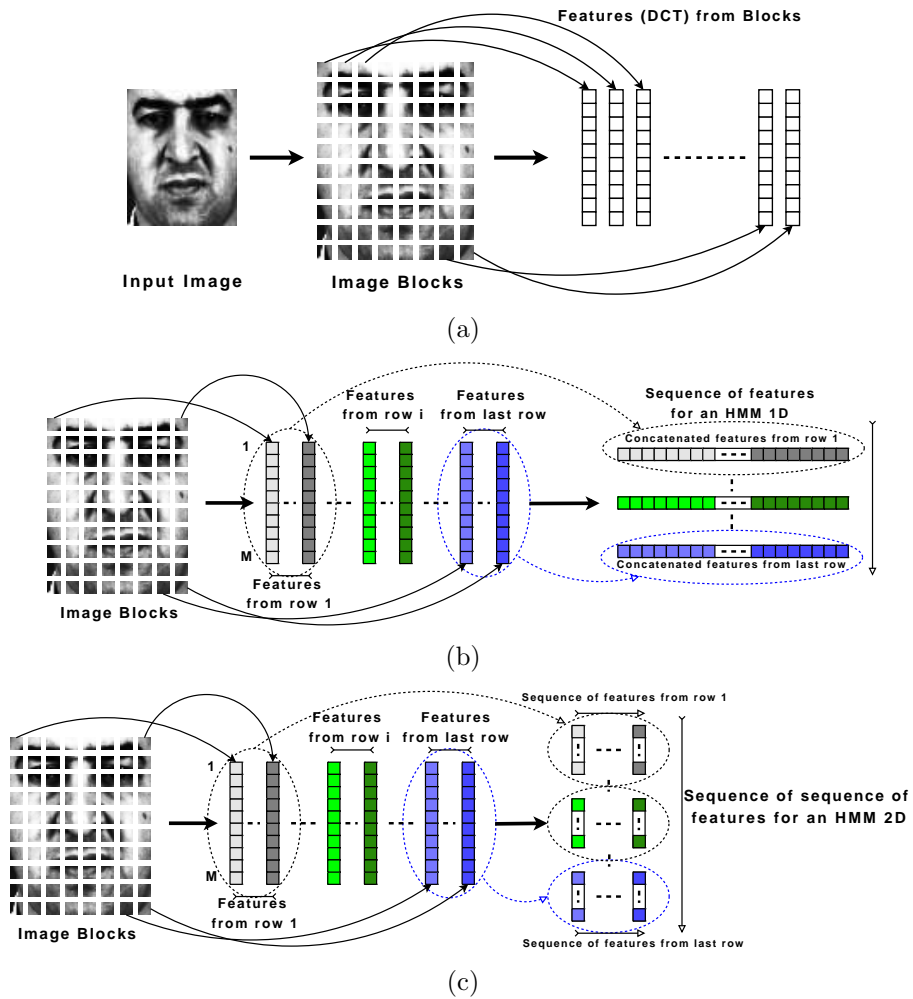 Features (DCT) from Blocks
Input Image
Image Blocks
(a)
Features
from row i
Features
from last row
Sequence of features
for an HMM 1D
1
Concatenated features from row 1
M
Concatenated features from last row
Features
from row 1
Image Blocks
(b)
Sequence of features from row 1
Features
from row i
Features
from last row
1
Sequence of sequence of
features for an HMM 2D
M
Features
from row 1
Image Blocks
Sequence of features from last row
(c)